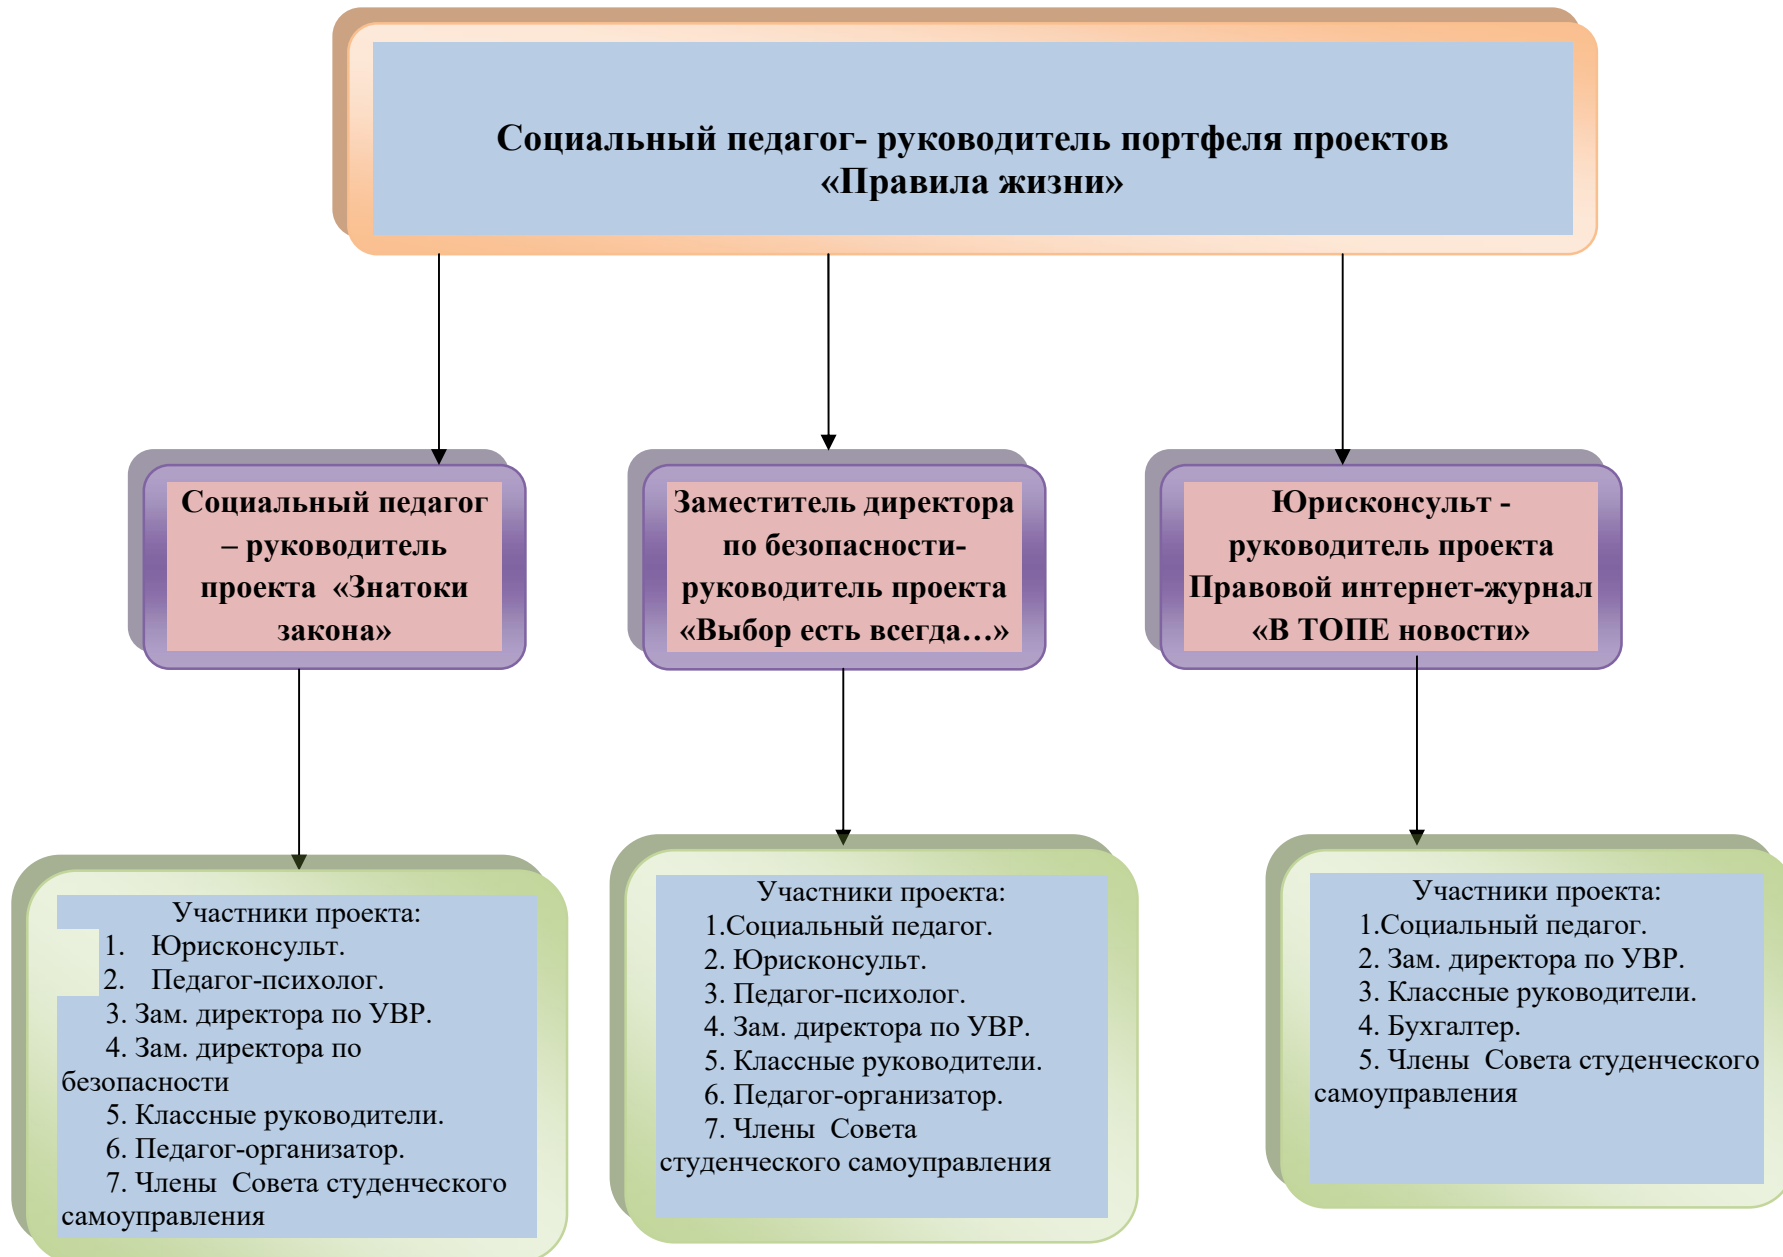 Социальный педагог- руководитель портфеля проектов
«Правила жизни»
Социальный педагог
– руководитель
проекта  «Знатоки
закона»
Заместитель директора
по безопасности-
руководитель проекта
«Выбор есть всегда…»
Юрисконсульт -
руководитель проекта
Правовой интернет-журнал
«В ТОПЕ новости»
Участники проекта:
1. Юрисконсульт.
2. Педагог-психолог.
3. Зам. директора по УВР.
4. Зам. директора по
безопасности
5. Классные руководители.
6. Педагог-организатор.
7. Члены  Совета студенческого
самоуправления
Участники проекта:
1.Социальный педагог.
2. Юрисконсульт.
3. Педагог-психолог.
4. Зам. директора по УВР.
5. Классные руководители.
6. Педагог-организатор.
7. Члены  Совета
студенческого самоуправления
Участники проекта:
1.Социальный педагог.
2. Зам. директора по УВР.
3. Классные руководители.
4. Бухгалтер.
5. Члены  Совета студенческого
самоуправления